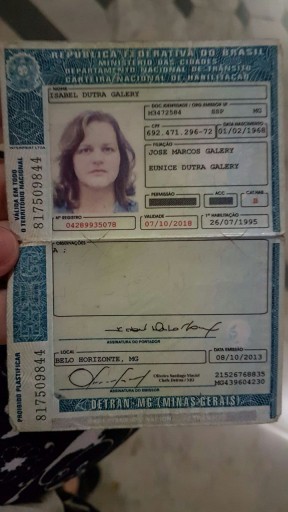 REPÚBLICA FEDERATIVA DO BRASIL
MINISTÉRIO DAS CIDADES
DEPARTAMENTO NACIONAL DE TRÂNSITO
CARTEIRA NACIONAL DE HABILITAÇÃO
NOME
ISABEL DUTRA GALERY
DOC. IDENTIDADE / ORG. EMISSOR UF
M3472584 SSP MG
CPF
692.471.296-72
01/02/1968
FILIAÇÃO
JOSE MARCOS GALERY
EUNICE DUTRA GALERY
PERMISSÃO ACC CAT.HAB.
B
Nº REGISTRO VALIDADE 1ª HABILITAÇÃO
04289935078 07/10/2018 26/07/1995
VÁLIDA EM TODO
O TERRITÓRIO NACIONAL
817509844
OBSERVAÇÕES
A ;
ASSINATURA DO PORTADOR
LOCAL DATA EMISSÃO
BELO HORIZONTE, MG 08/10/2013
21526768835
MG439604230
ASSINATURA DO EMISSOR
PROIBIDO PLASTIFICAR
817509844
DETRAN-MG (MINAS GERAIS)